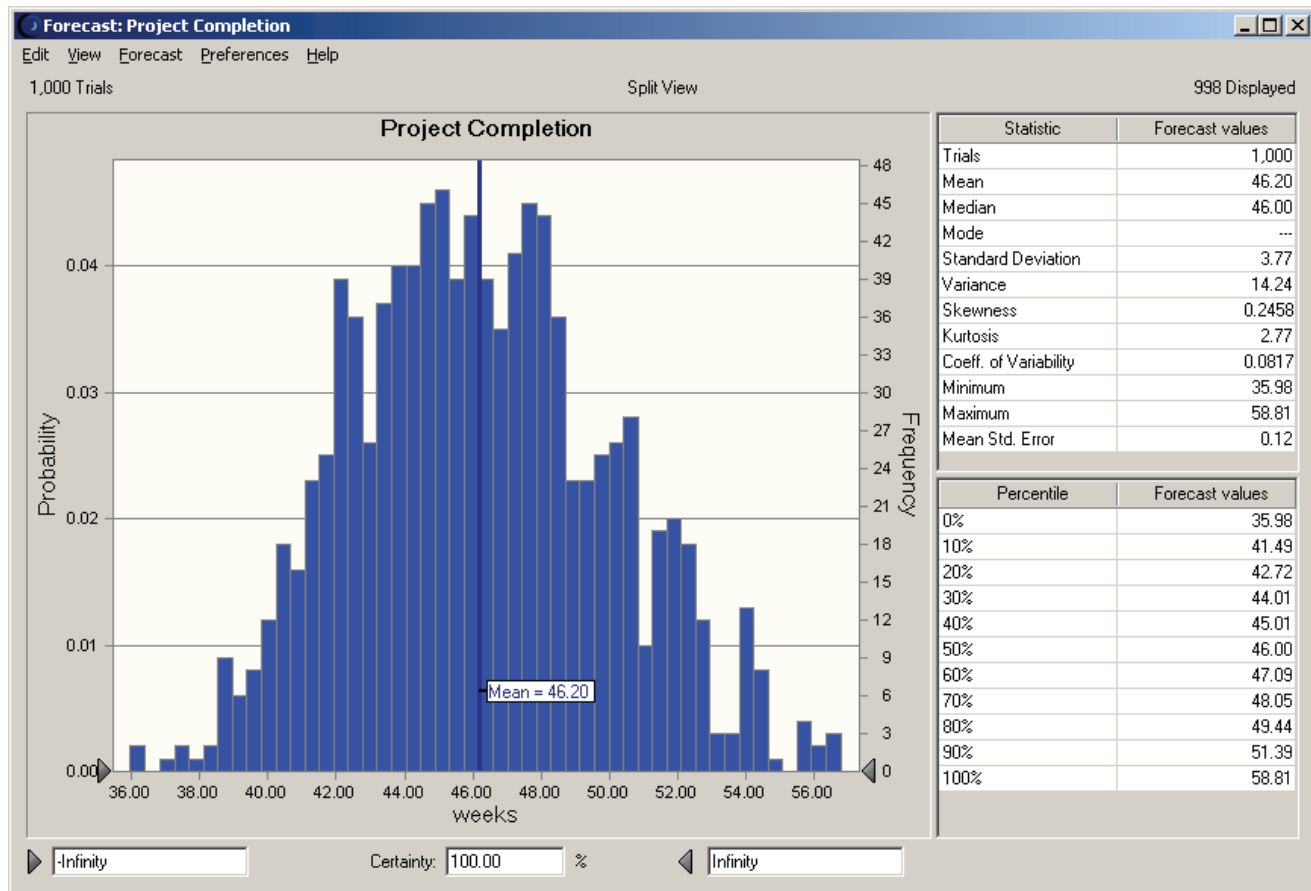 Forecast: Project Completion
Edit View Forecast Preferences Help
1,000 Trials Split View 998 Displayed
Project Completion
Probability
0.04
0.03
0.02
0.01
0.00
48
45
42
39
36
33
30
27
24
21
18
15
12
9
6
3
0
Frequency
Mean = 46.20
36.00 38.00 40.00 42.00 44.00 46.00 48.00 50.00 52.00 54.00 56.00
weeks
Statistic Forecast values
Trials 1,000
Mean 46.20
Median 46.00
Mode ---
Standard Deviation 3.77
Variance 14.24
Skewness 0.2458
Kurtosis 2.77
Coeff. of Variability 0.0817
Minimum 35.98
Maximum 58.81
Mean Std. Error 0.12
Percentile Forecast values
0% 35.98
10% 41.49
20% 42.72
30% 44.01
40% 45.01
50% 46.00
60% 47.09
70% 48.05
80% 49.44
90% 51.39
100% 58.81
-Infinity Certainty: 100.00 % Infinity